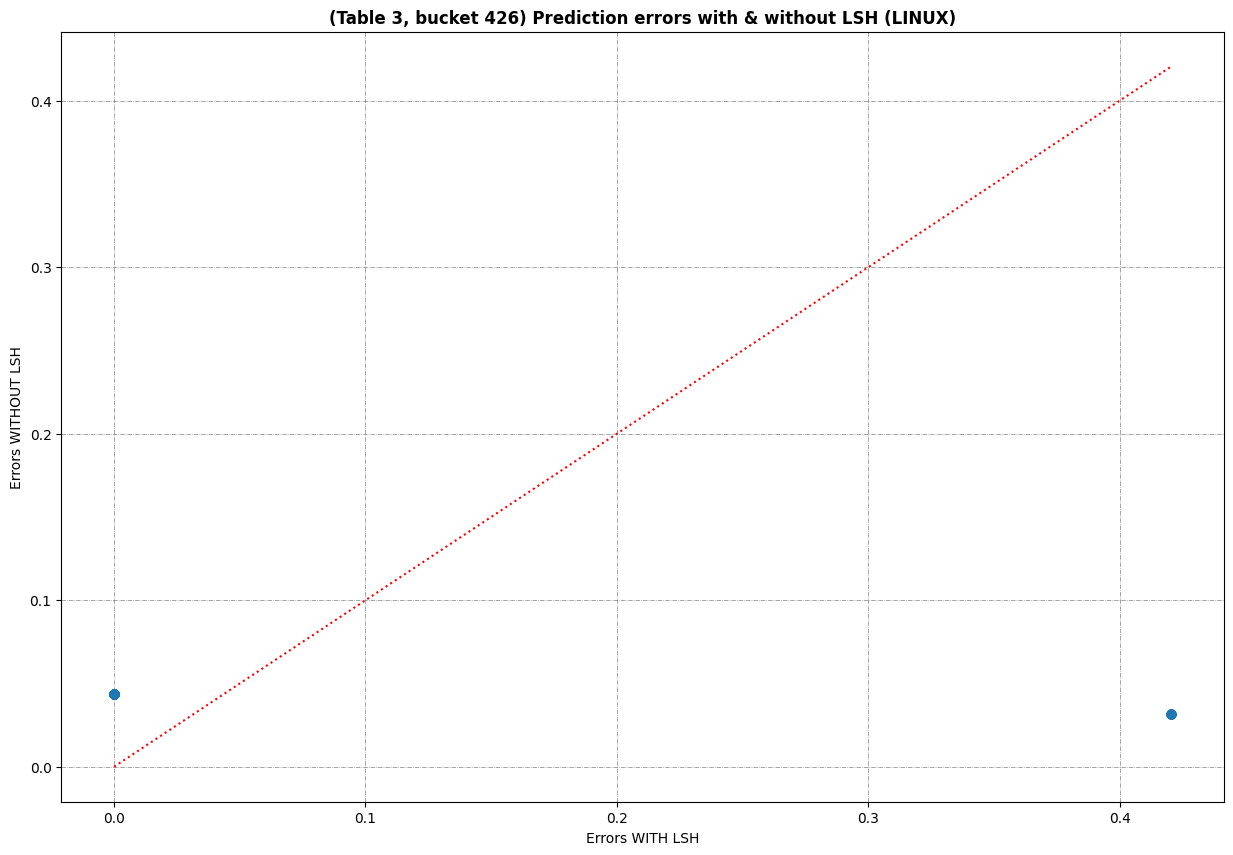 (Table 3, bucket 426) Prediction errors with & without LSH (LINUX)
Errors WITHOUT LSH
0.4
0.3
0.2
0.1
0.0
0.0 0.1 0.2 0.3 0.4
Errors WITH LSH